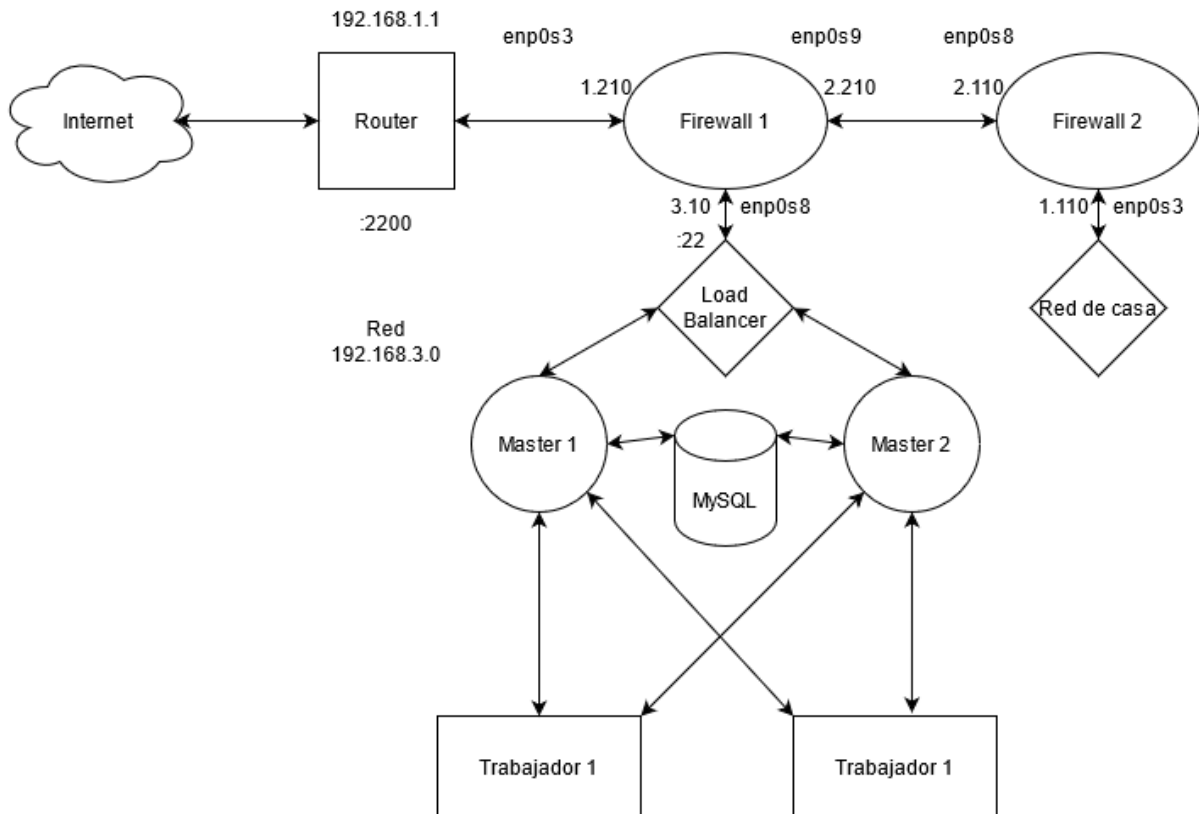 192.168.1.1
enp0s3
enp0s9
enp0s8
1.210
2.210
2.110
Internet
Router
Firewall 1
Firewall 2
:2200
3.10
enp0s8
1.110
enp0s3
:22
Load
Balancer
Red de casa
Red
192.168.3.0
Master 1
MySQL
Master 2
Trabajador 1
Trabajador 1